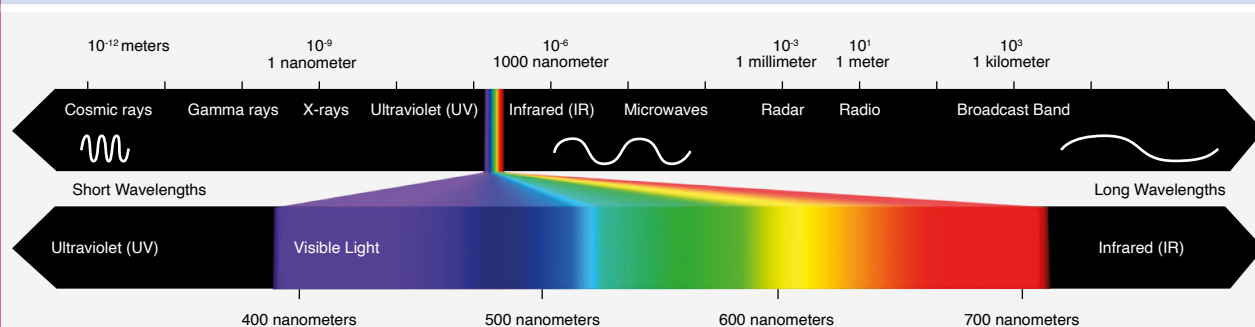 10⁻¹² meters
10⁻⁹
1 nanometer
10⁻⁶
1000 nanometer
10⁻³
1 millimeter
10¹
1 meter
10³
1 kilometer
Cosmic rays
Gamma rays
X-rays
Ultraviolet (UV)
Infrared (IR)
Microwaves
Radar
Radio
Broadcast Band
Short Wavelengths
Long Wavelengths
Ultraviolet (UV)
Visible Light
Infrared (IR)
400 nanometers
500 nanometers
600 nanometers
700 nanometers